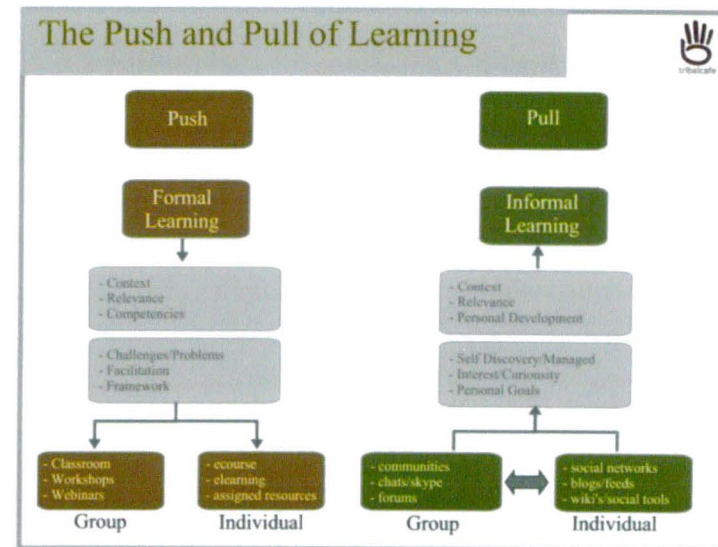 The Push and Pull of Learning
tribalcafe
Push
Formal
Learning
- Context
- Relevance
- Competencies
- Challenges/Problems
- Facilitation
- Framework
- Classroom
- Workshops
- Webinars
Group
- ecourse
- elearning
- assigned resources
Individual
Pull
Informal
Learning
- Context
- Relevance
- Personal Development
- Self Discovery/Managed
- Interest/Curiousity
- Personal Goals
- communities
- chats/skype
- forums
Group
- social networks
- blogs/feeds
- wiki's/social tools
Individual